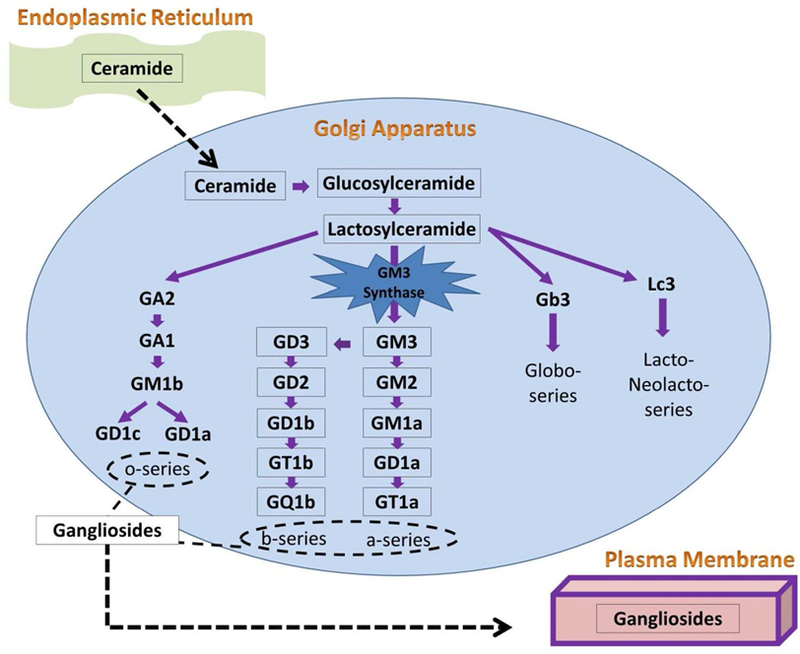 Endoplasmic Reticulum
Ceramide
Golgi Apparatus
Ceramide
Glucosylceramide
Lactosylceramide
GM3
Synthase
GA2
GA1
GM1b
GD1c
GD1a
o-series
GD3
GM3
GD2
GM2
GD1b
GM1a
GT1b
GD1a
GQ1b
GT1a
b-series
a-series
Gb3
Globo-
series
Lc3
Lacto-
Neolacto-
series
Gangliosides
Plasma Membrane
Gangliosides